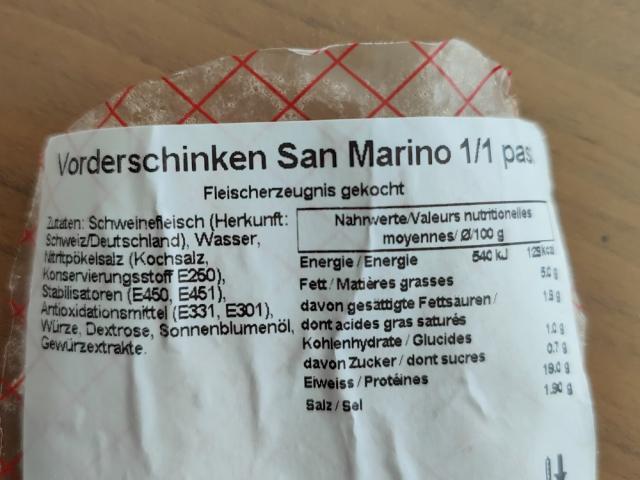 Vorderschinken San Marino 1/1 pas.
Fleischerzeugnis gekocht
Zutaten: Schweinefleisch (Herkunft:
Schweiz/Deutschland), Wasser,
Nitritpökelsalz (Kochsalz,
Konservierungsstoff E250),
Stabilisatoren (E450, E451),
Antioxidationsmittel (E331, E301),
Würze, Dextrose, Sonnenblumenöl,
Gewürzextrakte.
Nährwerte/Valeurs nutritionelles
moyennes/ Ø/100 g
Energie / Energie 540 kJ 129 kcal
Fett / Matières grasses 5.0 g
davon gesättigte Fettsäuren / 1.9 g
dont acides gras saturés
Kohlenhydrate / Glucides 1.0 g
davon Zucker / dont sucres 0.7 g
Eiweiss / Protéines 19.0 g
Salz / Sel 1.90 g